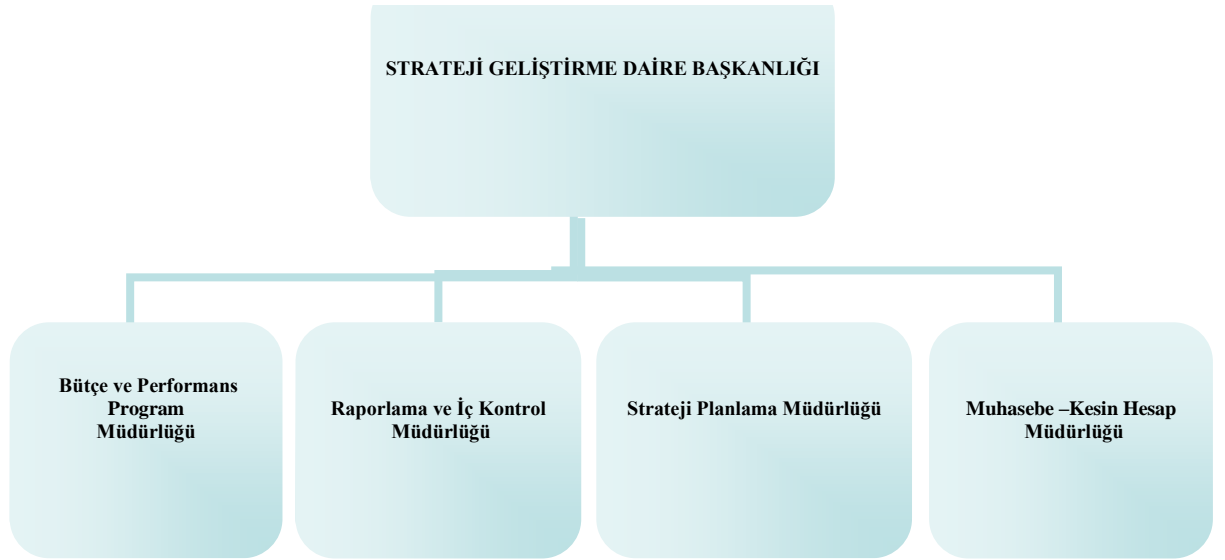 STRATEJİ GELİŞTİRME DAİRE BAŞKANLIĞI
Bütçe ve Performans
Program
Müdürlüğü
Raporlama ve İç Kontrol
Müdürlüğü
Strateji Planlama Müdürlüğü
Muhasebe –Kesin Hesap
Müdürlüğü